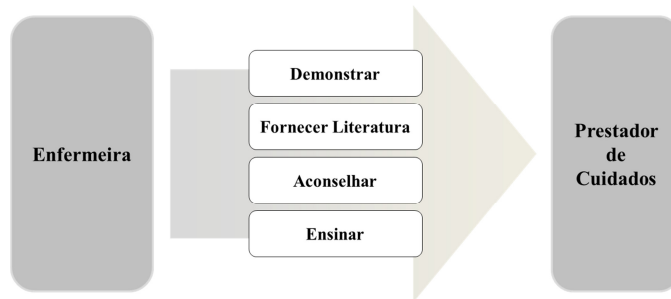 Enfermeira
Demonstrar
Fornecer Literatura
Aconselhar
Ensinar
Prestador
de
Cuidados